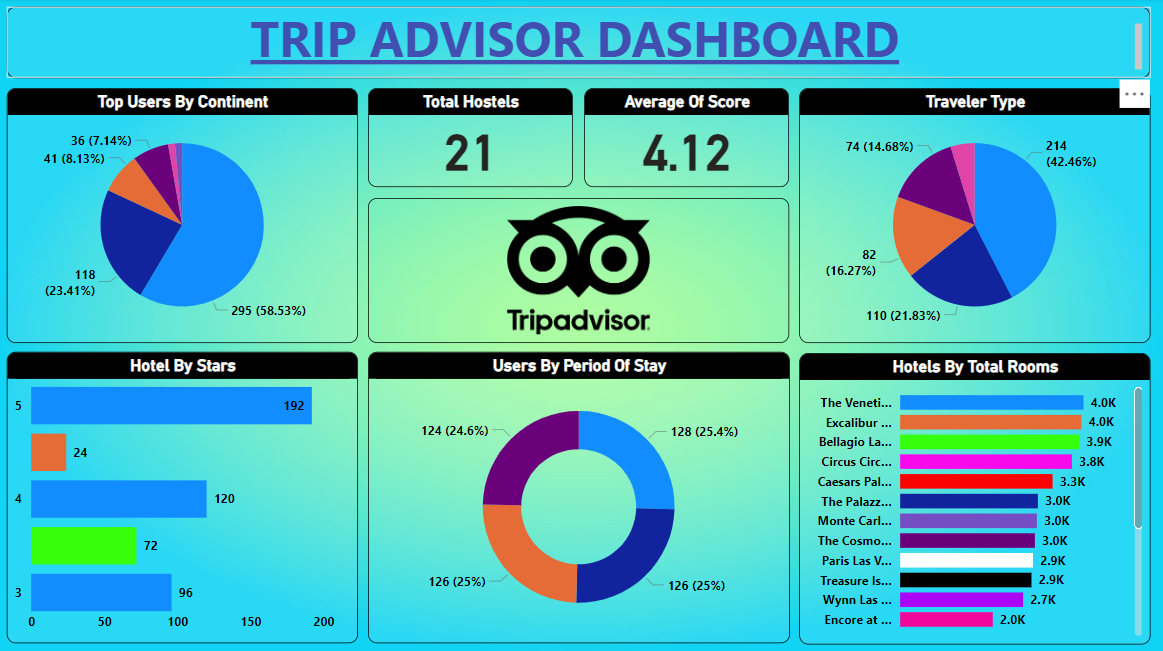 TRIP ADVISOR DASHBOARD
Top Users By Continent
36 (7.14%)
41 (8.13%)
118
(23.41%)
295 (58.53%)
Total Hostels
21
Average Of Score
4.12
Tripadvisor
Traveler Type
...
74 (14.68%)
214
(42.46%)
82
(16.27%)
110 (21.83%)
Hotel By Stars
5
192
24
4
120
72
3
96
0 50 100 150 200
Users By Period Of Stay
124 (24.6%)
128 (25.4%)
126 (25%)
126 (25%)
Hotels By Total Rooms
The Veneti... 4.0K
Excalibur ... 4.0K
Bellagio La... 3.9K
Circus Circ... 3.8K
Caesars Pal... 3.3K
The Palazz... 3.0K
Monte Carl... 3.0K
The Cosmo... 3.0K
Paris Las V... 2.9K
Treasure Is... 2.9K
Wynn Las ... 2.7K
Encore at ... 2.0K